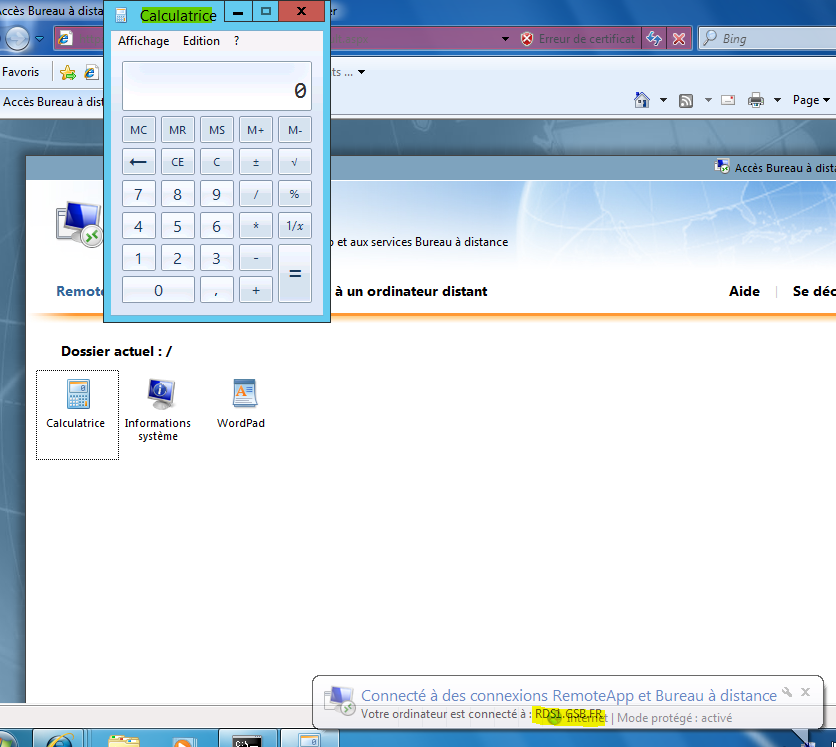 Accès Bureau à dist
Calculatrice
er
Erreur de certificat
Bing
Affichage Edition ?
Favoris
ts ...
Accès Bureau à dist
Page
0
MC MR MS M+ M-
← CE C ± √
7 8 9 / %
4 5 6 * 1/x
1 2 3 - =
0 , +
Accès Bureau à dista
p et aux services Bureau à distance
Remote
à un ordinateur distant
Aide
Se déc
Dossier actuel : /
Calculatrice
Informations
système
WordPad
Connecté à des connexions RemoteApp et Bureau à distance
Votre ordinateur est connecté à : RDS1.GSB.FR
Internet | Mode protégé : activé